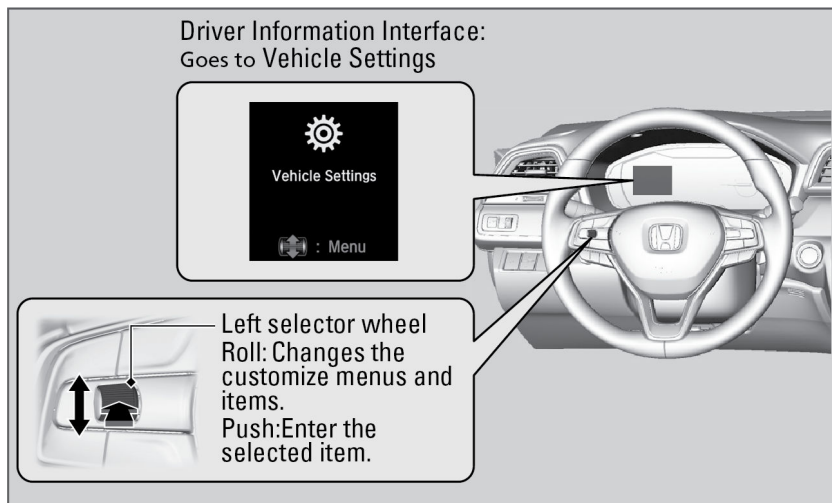 Driver Information Interface:
Goes to Vehicle Settings
Vehicle Settings
: Menu
Left selector wheel
Roll: Changes the
customize menus and
items.
Push:Enter the
selected item.